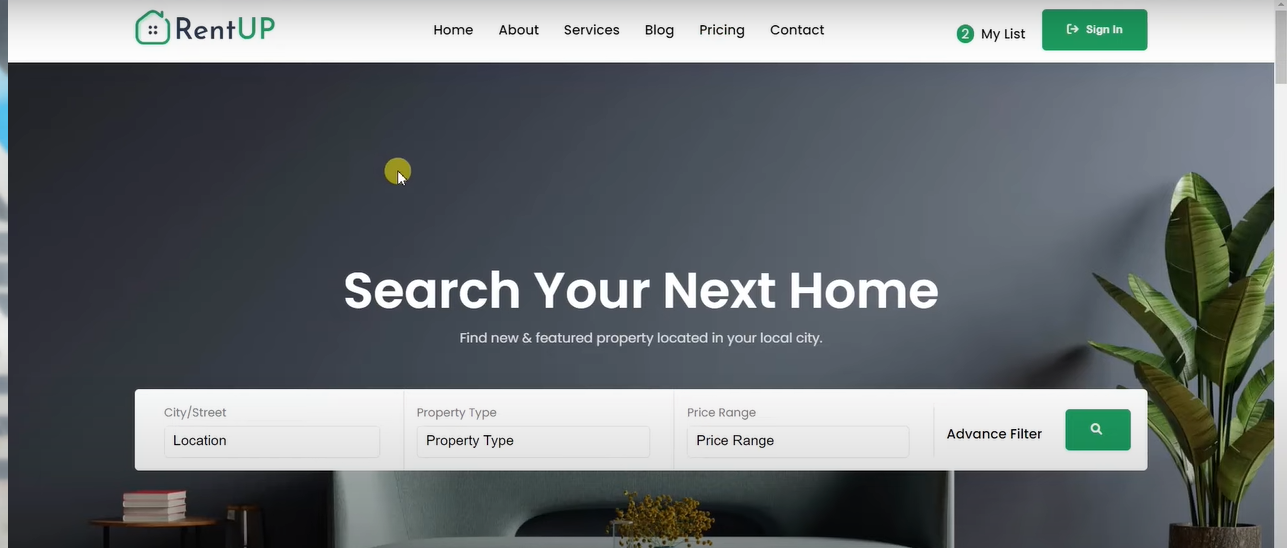 RentUP
Home About Services Blog Pricing Contact
2 My List
Sign In
Search Your Next Home
Find new & featured property located in your local city.
City/Street
Location
Property Type
Property Type
Price Range
Price Range
Advance Filter